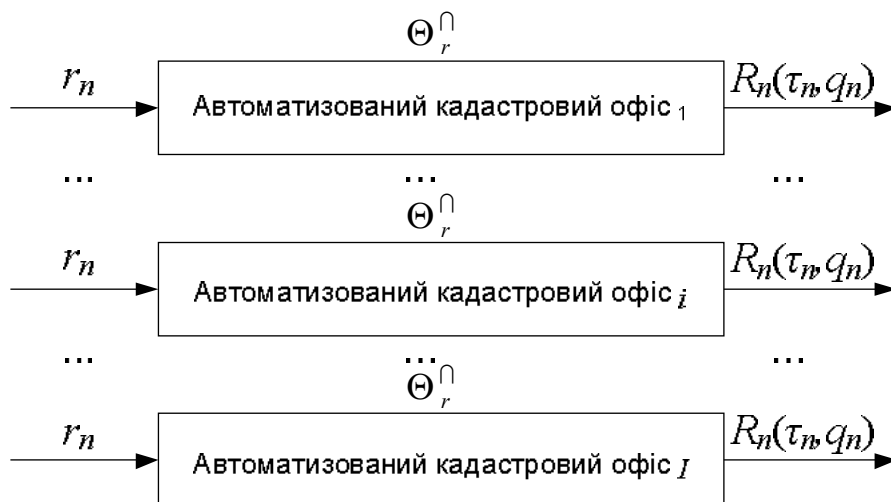 Θ_r^∩
r_n Автоматизований кадастровий офіс 1 R_n(τ_n, q_n)
... ... ...
Θ_r^∩
r_n Автоматизований кадастровий офіс i R_n(τ_n, q_n)
... ... ...
Θ_r^∩
r_n Автоматизований кадастровий офіс I R_n(τ_n, q_n)